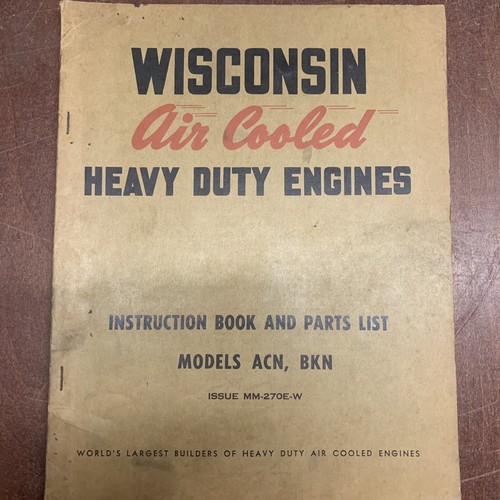 WISCONSIN
Air Cooled
HEAVY DUTY ENGINES
INSTRUCTION BOOK AND PARTS LIST
MODELS ACN, BKN
ISSUE MM-270E-W
WORLD'S LARGEST BUILDERS OF HEAVY DUTY AIR COOLED ENGINES